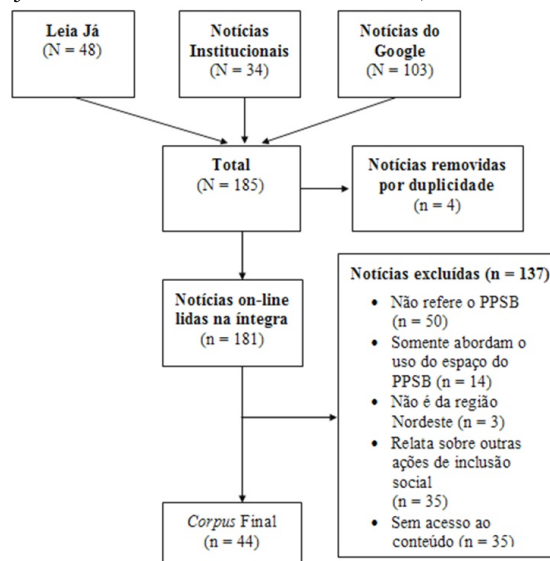 Leia Já
(N = 48)
Notícias
Institucionais
(N = 34)
Notícias do
Google
(N = 103)
Total
(N = 185)
Notícias removidas
por duplicidade
(n = 4)
Notícias on-line
lidas na íntegra
(n = 181)
Notícias excluídas (n = 137)
• Não refere o PPSB
(n = 50)
• Somente abordam o
uso do espaço do
PPSB (n = 14)
• Não é da região
Nordeste (n = 3)
• Relata sobre outras
ações de inclusão
social
(n = 35)
• Sem acesso ao
conteúdo (n = 35)
Corpus Final
(n = 44)